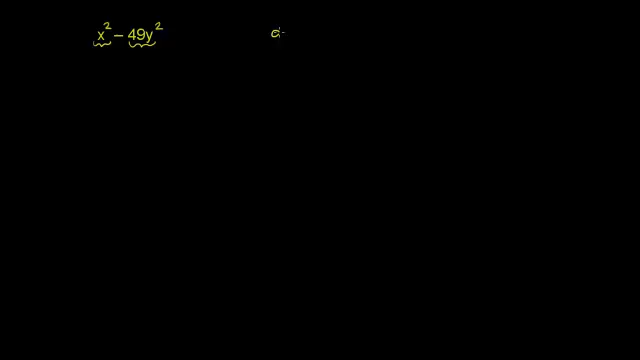 x² – 49y² a